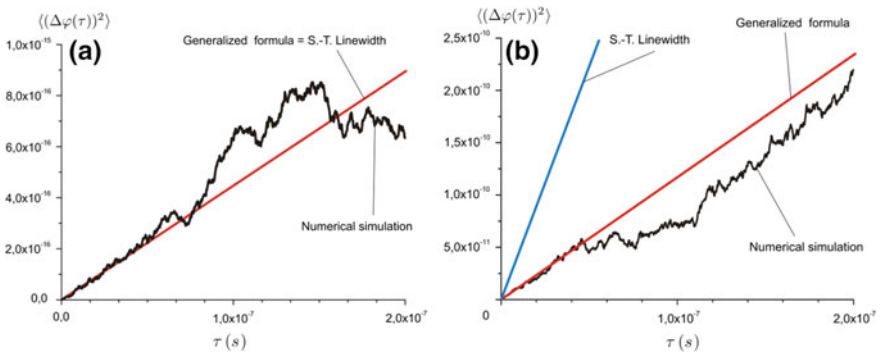 ⟨(Δφ(τ))²⟩
(a)
1,0x10⁻¹⁵
8,0x10⁻¹⁶
6,0x10⁻¹⁶
4,0x10⁻¹⁶
2,0x10⁻¹⁶
0,0
Generalized formula = S.-T. Linewidth
Numerical simulation
0,0
1,0x10⁻⁷
2,0x10⁻⁷
τ (s)
⟨(Δφ(τ))²⟩
(b)
2,5x10⁻¹⁰
2,0x10⁻¹⁰
1,5x10⁻¹⁰
1,0x10⁻¹⁰
5,0x10⁻¹¹
0
S.-T. Linewidth
Generalized formula
Numerical simulation
0
1,0x10⁻⁷
2,0x10⁻⁷
τ (s)